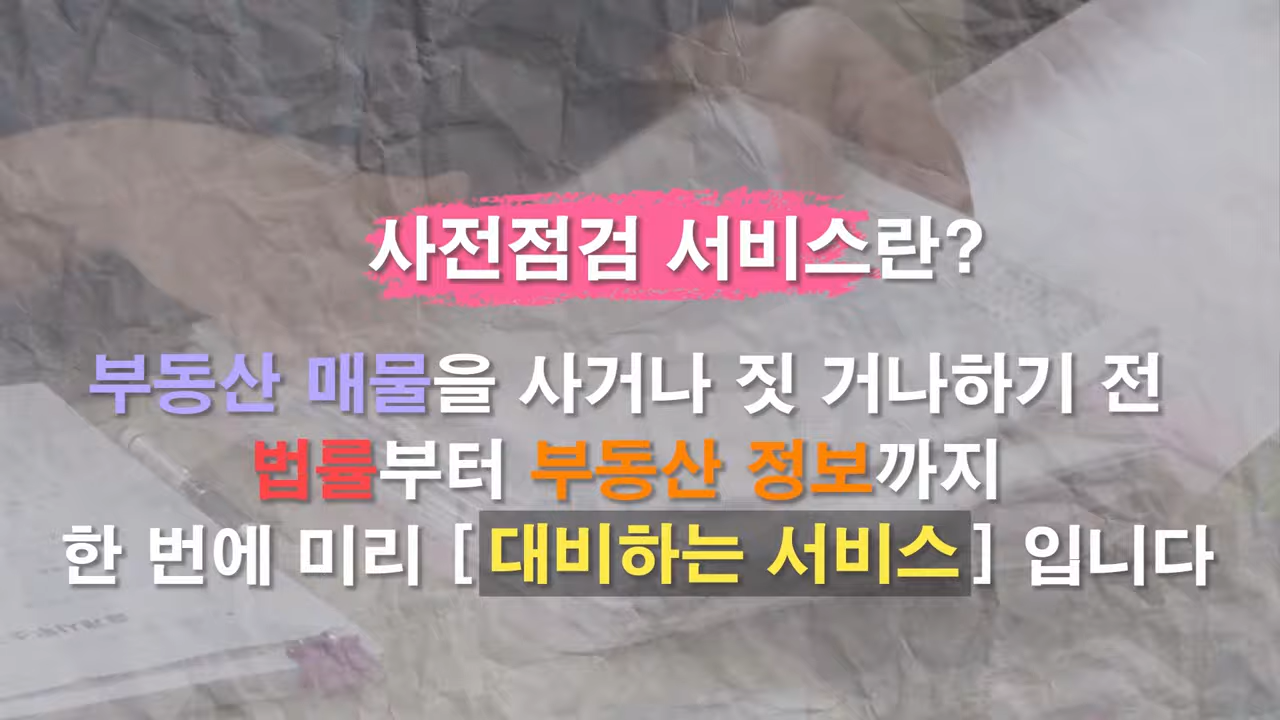 사전점검 서비스란?
부동산 매물을 사거나 짓 거나하기 전
법률부터 부동산 정보까지
한 번에 미리 [대비하는 서비스] 입니다